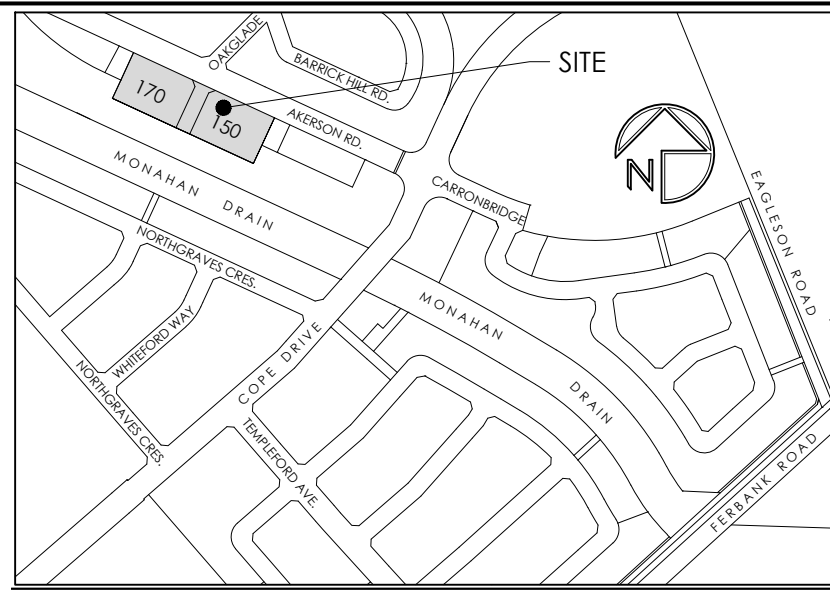 OAKGLADE
SITE
BARRICK HILL RD.
170
150
AKERSON RD.
MONAHAN DRAIN
CARRONBRIDGE
N
EAGLESON ROAD
NORTHGRAVES CRES.
MONAHAN DRAIN
WHITEFORD WAY
COPE DRIVE
NORTHGRAVES CRES.
TEMPLEFORD AVE.
FERBANK ROAD